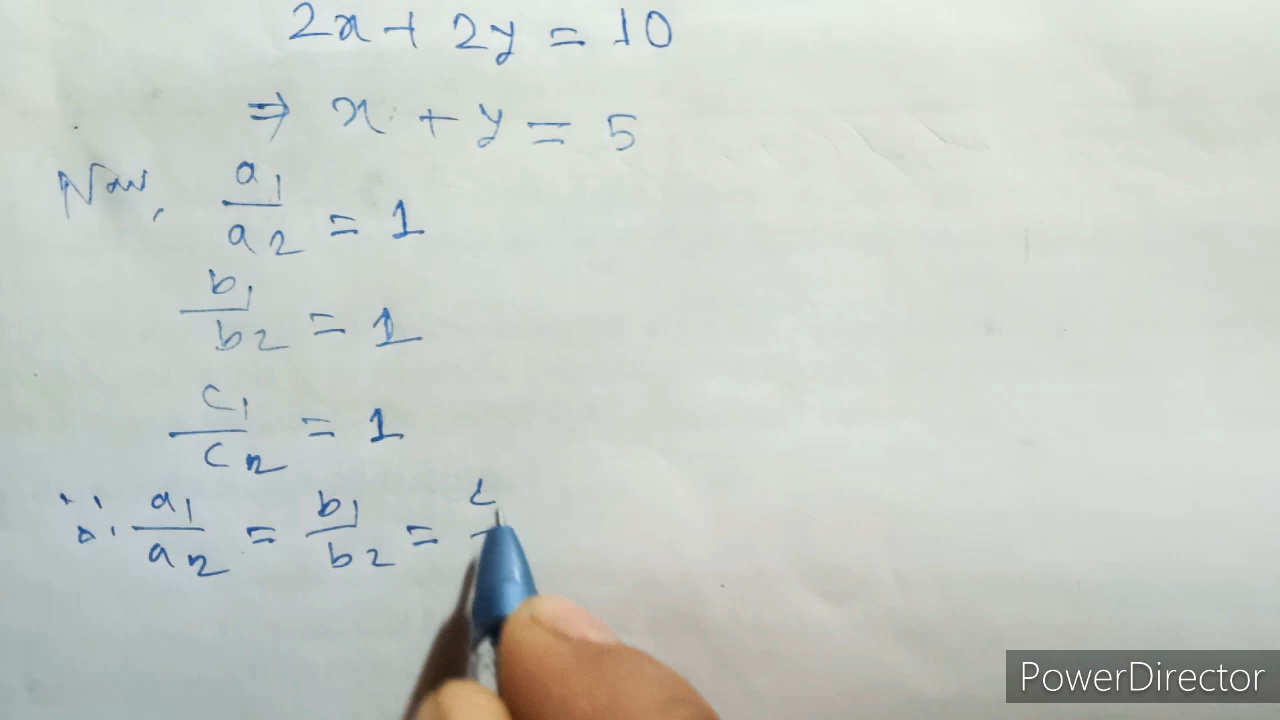 2x + 2y = 10
⇒ x + y = 5
Now, a1/a2 = 1
b1/b2 = 1
c1/c2 = 1
∵ a1/a2 = b1/b2 = c
PowerDirector